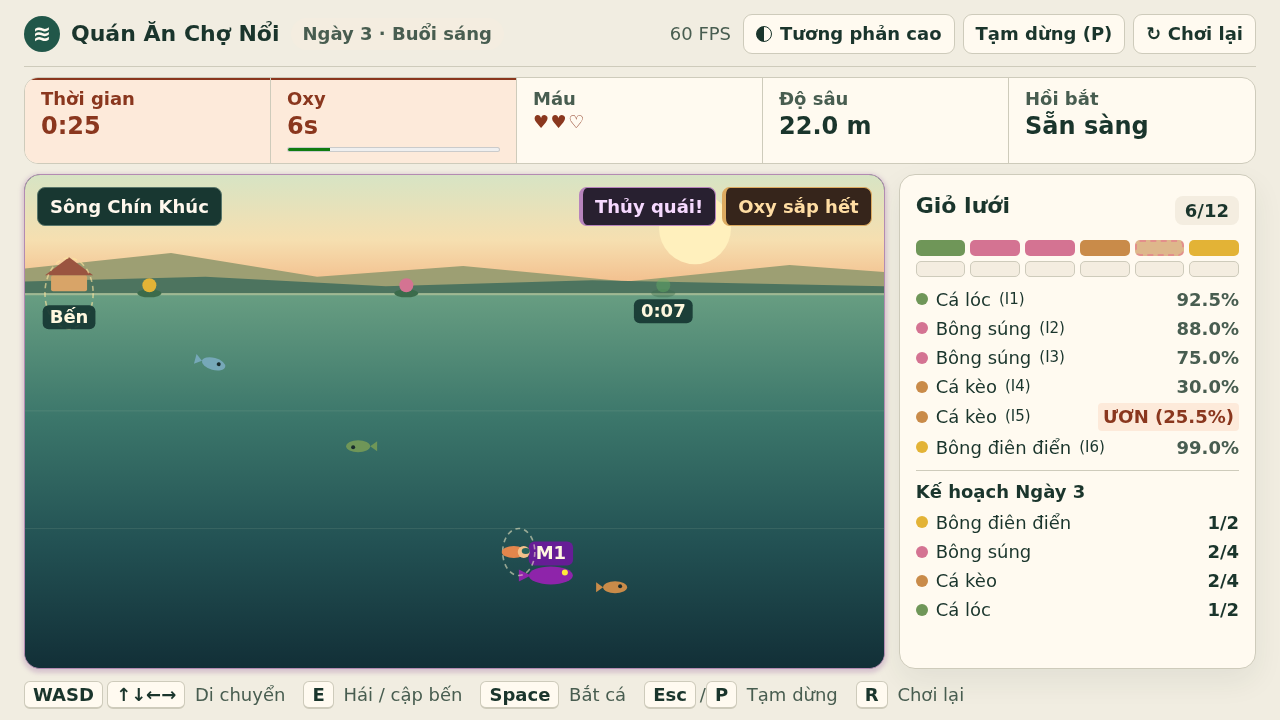 Quán Ăn Chợ Nổi
Ngày 3 · Buổi sáng
60 FPS
Tương phản cao
Tạm dừng (P)
↻ Chơi lại
Thời gian
0:25
Oxy
6s
Máu
♥♥♡
Độ sâu
22.0 m
Hồi bắt
Sẵn sàng
Sông Chín Khúc
Thủy quái!
Oxy sắp hết
Bến
0:07
M1
Giỏ lưới
6/12
Cá lóc (I1) 92.5%
Bông súng (I2) 88.0%
Bông súng (I3) 75.0%
Cá kèo (I4) 30.0%
Cá kèo (I5) ƯƠN (25.5%)
Bông điên điển (I6) 99.0%
Kế hoạch Ngày 3
Bông điên điển 1/2
Bông súng 2/4
Cá kèo 2/4
Cá lóc 1/2
WASD ↑↓←→ Di chuyển E Hái / cập bến Space Bắt cá Esc / P Tạm dừng R Chơi lại